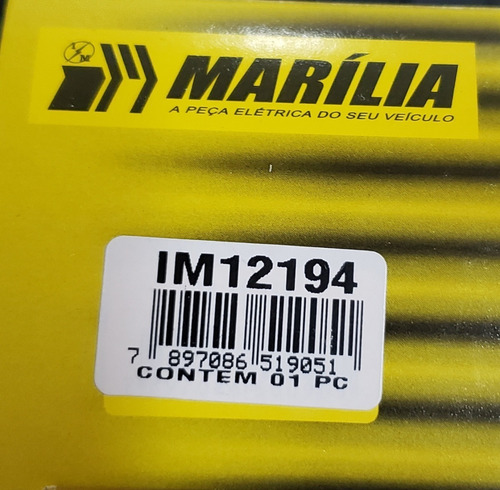 MARÍLIA
A PEÇA ELÉTRICA DO SEU VEÍCULO
IM12194
7 897086 519051
CONTEM 01 PC